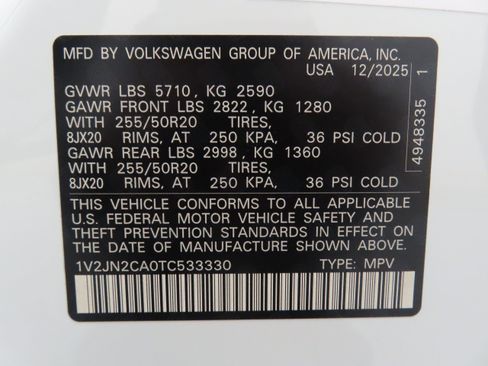 MFD BY VOLKSWAGEN GROUP OF AMERICA, INC.
USA 12/2025
GVWR LBS 5710, KG 2590
GAWR FRONT LBS 2822, KG 1280
WITH 255/50R20 TIRES,
8JX20 RIMS, AT 250 KPA, 36 PSI COLD
GAWR REAR LBS 2998, KG 1360
WITH 255/50R20 TIRES,
8JX20 RIMS, AT 250 KPA, 36 PSI COLD
THIS VEHICLE CONFORMS TO ALL APPLICABLE
U.S. FEDERAL MOTOR VEHICLE SAFETY AND
THEFT PREVENTION STANDARDS IN EFFECT ON
THE DATE OF MANUFACTURE SHOWN ABOVE.
1V2JN2CA0TC533330 TYPE: MPV
4948335 1